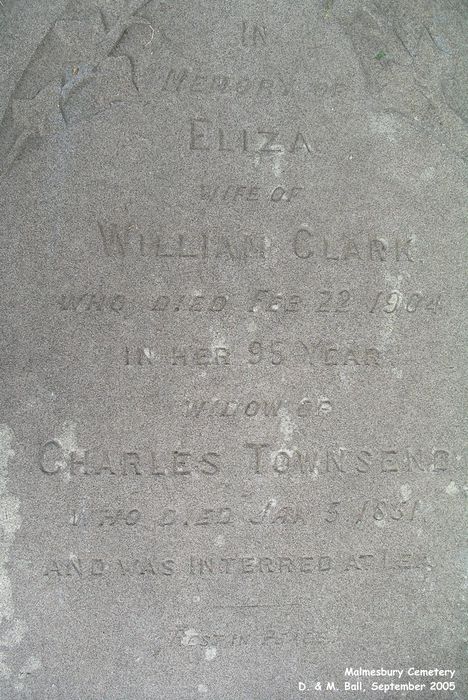 IN
MEMORY OF
ELIZA
WIFE OF
WILLIAM CLARK
WHO DIED FEB 22 1904
IN HER 95 YEAR
WIDOW OF
CHARLES TOWNSEND
WHO DIED JAN 5 1851
AND WAS INTERRED AT LEA
REST IN PEACE
Malmesbury Cemetery
D. & M. Ball, September 2005